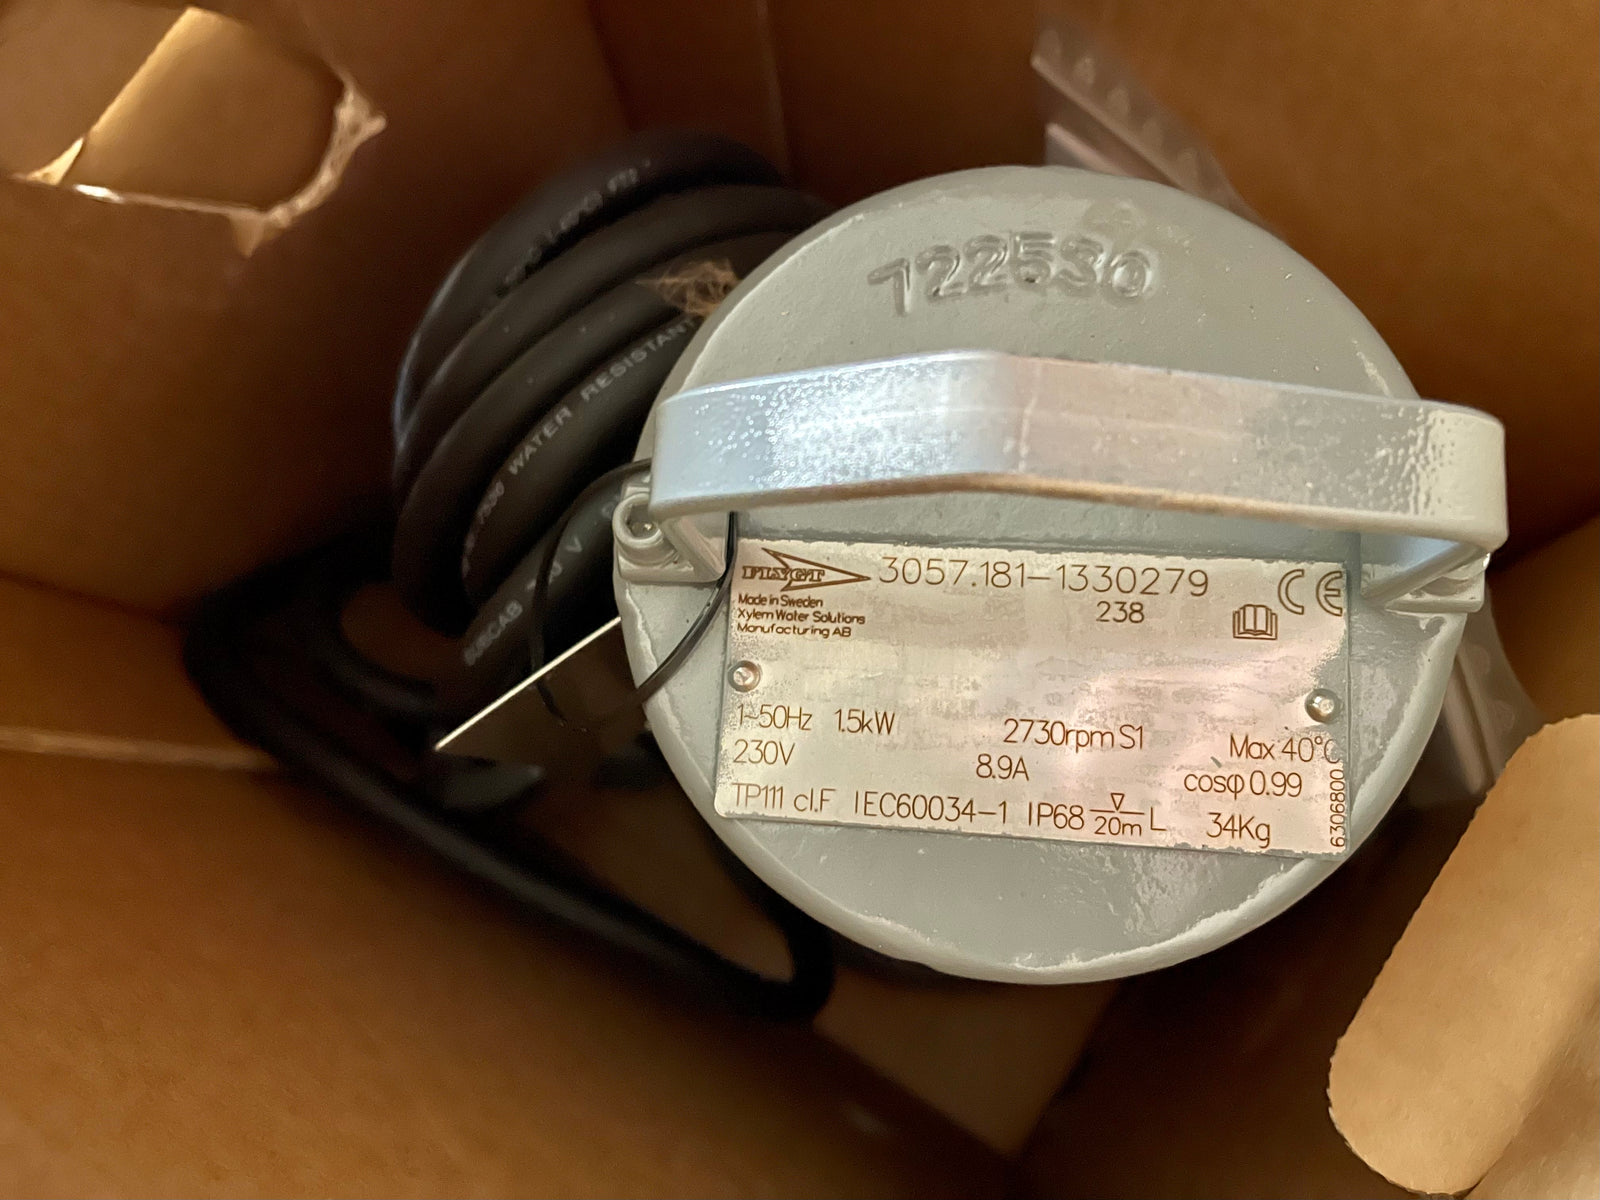 722530
WATER RESISTANT
FLYGT 3057.181-1330279 CE
238
Made in Sweden
Xylem Water Solutions
Manufacturing AB
1~50Hz 1.5kW 2730rpm S1 Max 40°C
230V 8.9A cosφ 0.99
TP111 cl.F IEC60034-1 IP68 20m L 34Kg
6306800